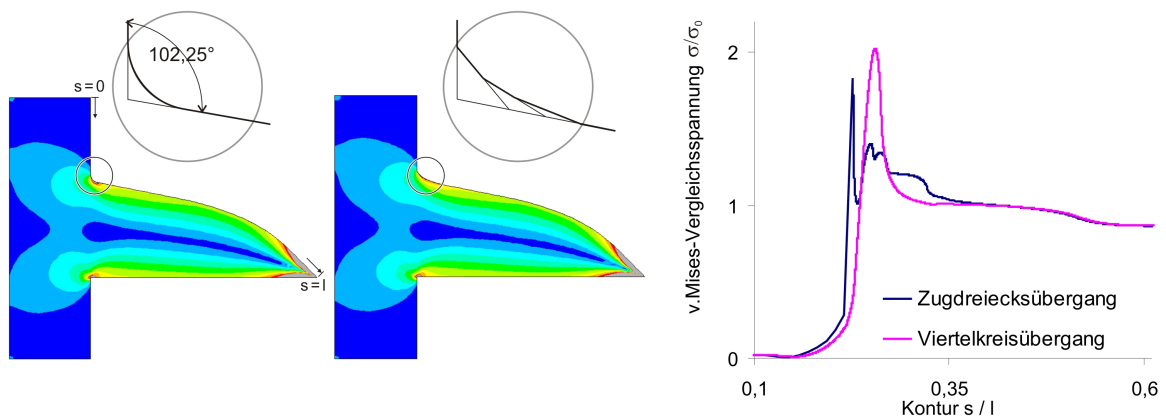 102,25°
s=0
s=l
v.Mises-Vergleichsspannung σ/σ₀
2
1
0
Zugdreiecksübergang
Viertelkreisübergang
0,1
0,35
0,6
Kontur s / l